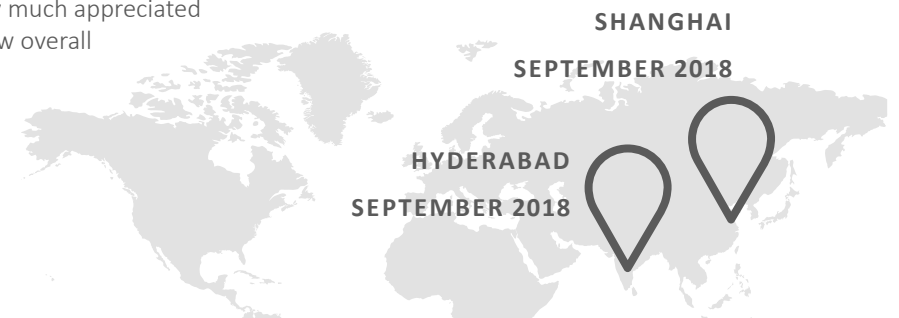 much appreciated
overall
SHANGHAI
SEPTEMBER 2018
HYDERABAD
SEPTEMBER 2018